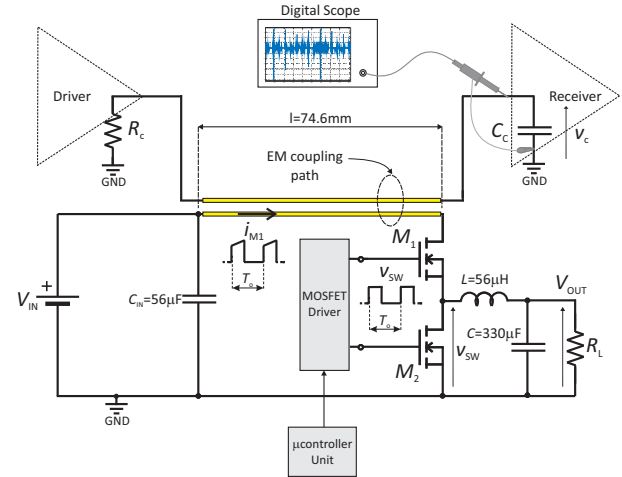 Digital Scope
Driver
R_c
GND
l=74.6mm
EM coupling
path
Receiver
C_C
v_c
GND
i_M1
T_o
V_IN
+
C_IN=56μF
MOSFET
Driver
v_SW
T_o
M_1
M_2
L=56μH
V_OUT
C=330μF
v_SW
R_L
GND
μcontroller
Unit